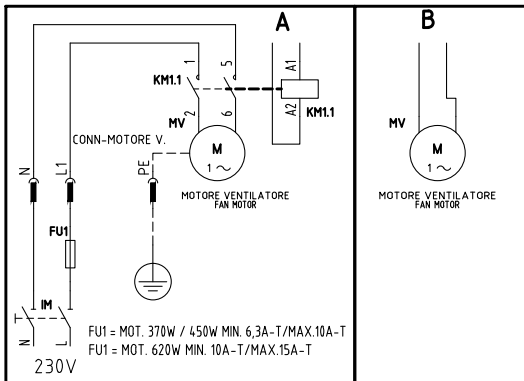 A
B
1
5
A1
KM1.1
KM1.1
2
6
A2
MV
MV
CONN-MOTORE V.
M
1 ~
M
1 ~
N
L1
PE
MOTORE VENTILATORE
FAN MOTOR
MOTORE VENTILATORE
FAN MOTOR
FU1
IM
N
L
FU1 = MOT. 370W / 450W MIN. 6,3A-T/MAX.10A-T
FU1 = MOT. 620W MIN. 10A-T/MAX.15A-T
230V